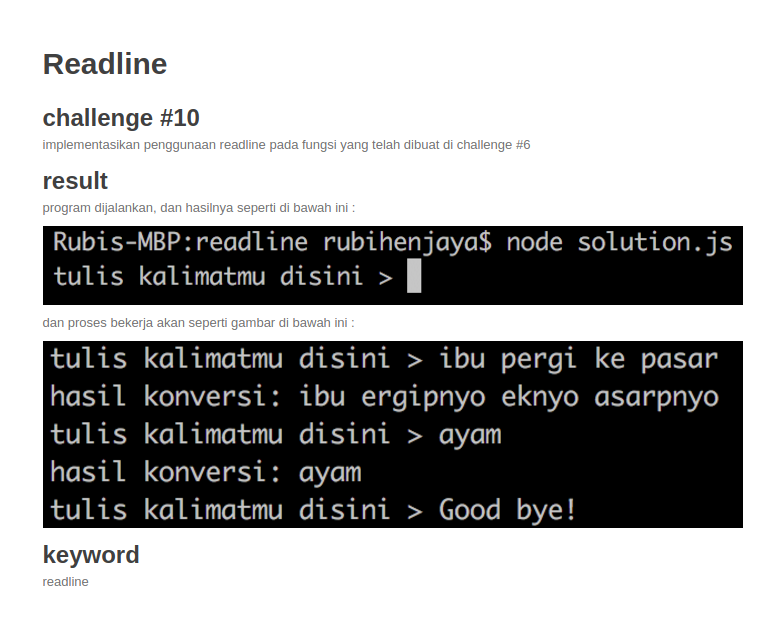 Readline
challenge #10
implementasikan penggunaan readline pada fungsi yang telah dibuat di challenge #6
result
program dijalankan, dan hasilnya seperti di bawah ini :
Rubis-MBP:readline rubihenjaya$ node solution.js
tulis kalimatmu disini >
dan proses bekerja akan seperti gambar di bawah ini :
tulis kalimatmu disini > ibu pergi ke pasar
hasil konversi: ibu ergipnyo eknyo asarpnyo
tulis kalimatmu disini > ayam
hasil konversi: ayam
tulis kalimatmu disini > Good bye!
keyword
readline